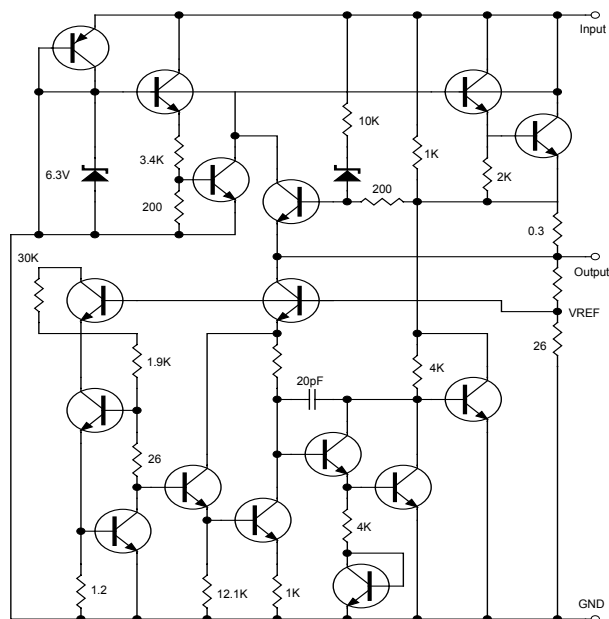 Input
10K
3.4K
1K
6.3V
2K
200
200
0.3
30K
Output
VREF
1.9K
4K
26
20pF
26
4K
1.2
12.1K
1K
GND